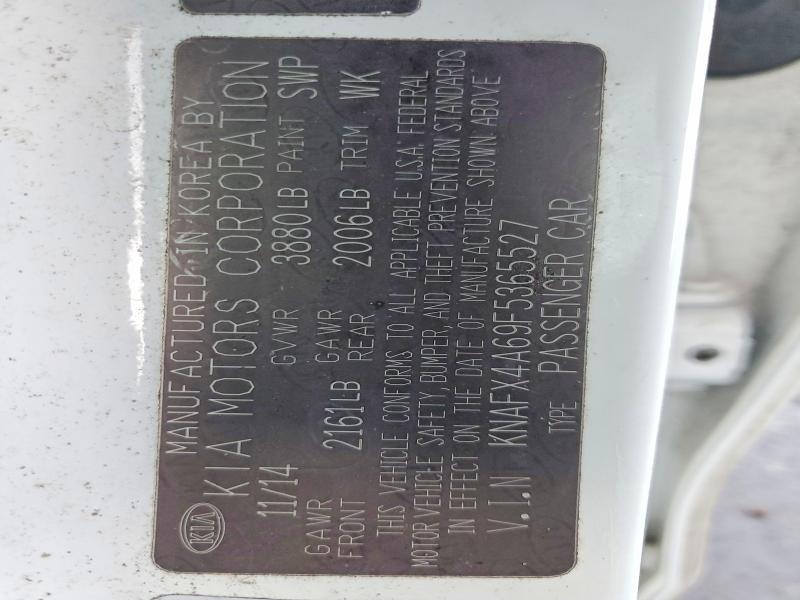 MANUFACTURED IN KOREA BY
KIA KIA MOTORS CORPORATION
11/14 GVWR 3880LB PAINT SWP
GAWR FRONT 2161LB GAWR REAR 2006LB TRIM WK
THIS VEHICLE CONFORMS TO ALL APPLICABLE U.S.A. FEDERAL
MOTOR VEHICLE SAFETY, BUMPER, AND THEFT PREVENTION STANDARDS
IN EFFECT ON THE DATE OF MANUFACTURE SHOWN ABOVE
V.I.N KNAFX4A69F5365527
TYPE PASSENGER CAR